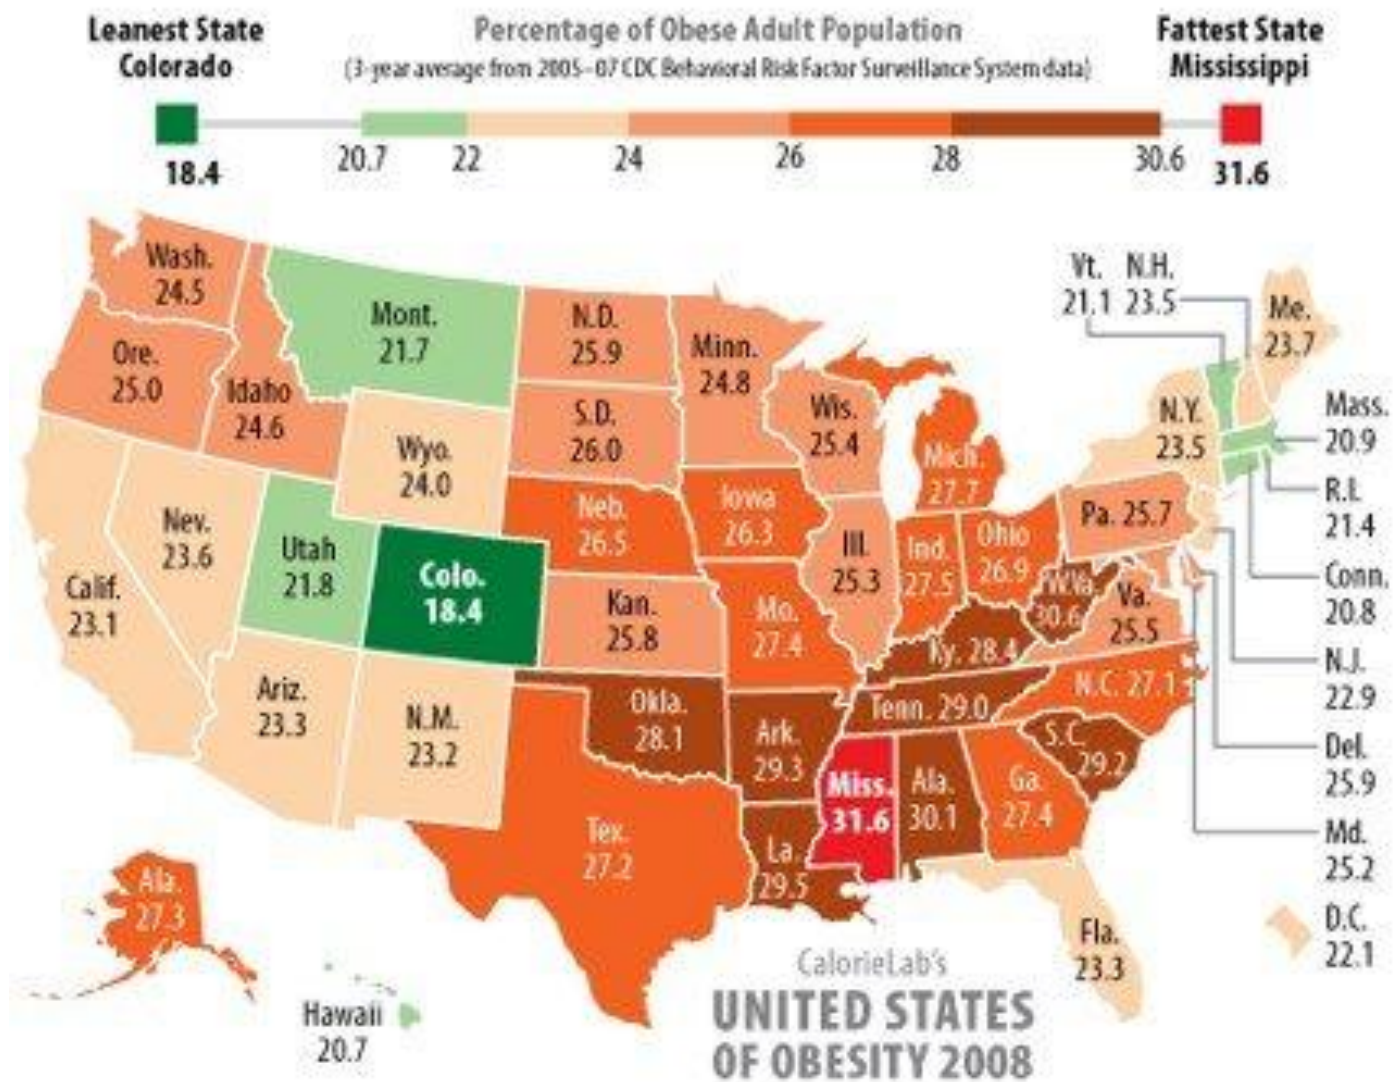 Leanest State
Colorado
18.4
Percentage of Obese Adult Population
(3-year average from 2005-07 CDC Behavioral Risk Factor Surveillance System data)
20.7 22 24 26 28 30.6
Fattest State
Mississippi
31.6
Wash.
24.5
Ore.
25.0
Idaho
24.6
Mont.
21.7
N.D.
25.9
Minn.
24.8
S.D.
26.0
Wyo.
24.0
Wis.
25.4
Mich.
27.7
Vt.
21.1
N.H.
23.5
Me.
23.7
N.Y.
23.5
Mass.
20.9
R.I.
21.4
Conn.
20.8
N.J.
22.9
Del.
25.9
Md.
25.2
D.C.
22.1
Calif.
23.1
Nev.
23.6
Utah
21.8
Colo.
18.4
Neb.
26.5
Iowa
26.3
Kan.
25.8
Mo.
27.4
Ill.
25.3
Ind.
27.5
Ohio
26.9
Pa. 25.7
W.Va.
30.6
Va.
25.5
Ky. 28.4
Tenn. 29.0
N.C. 27.1
S.C.
29.2
Ariz.
23.3
N.M.
23.2
Okla.
28.1
Ark.
29.3
Tex.
27.2
La.
29.5
Miss.
31.6
Ala.
30.1
Ga.
27.4
Fla.
23.3
Ala.
27.3
Hawaii
20.7
CalorieLab's
UNITED STATES
OF OBESITY 2008